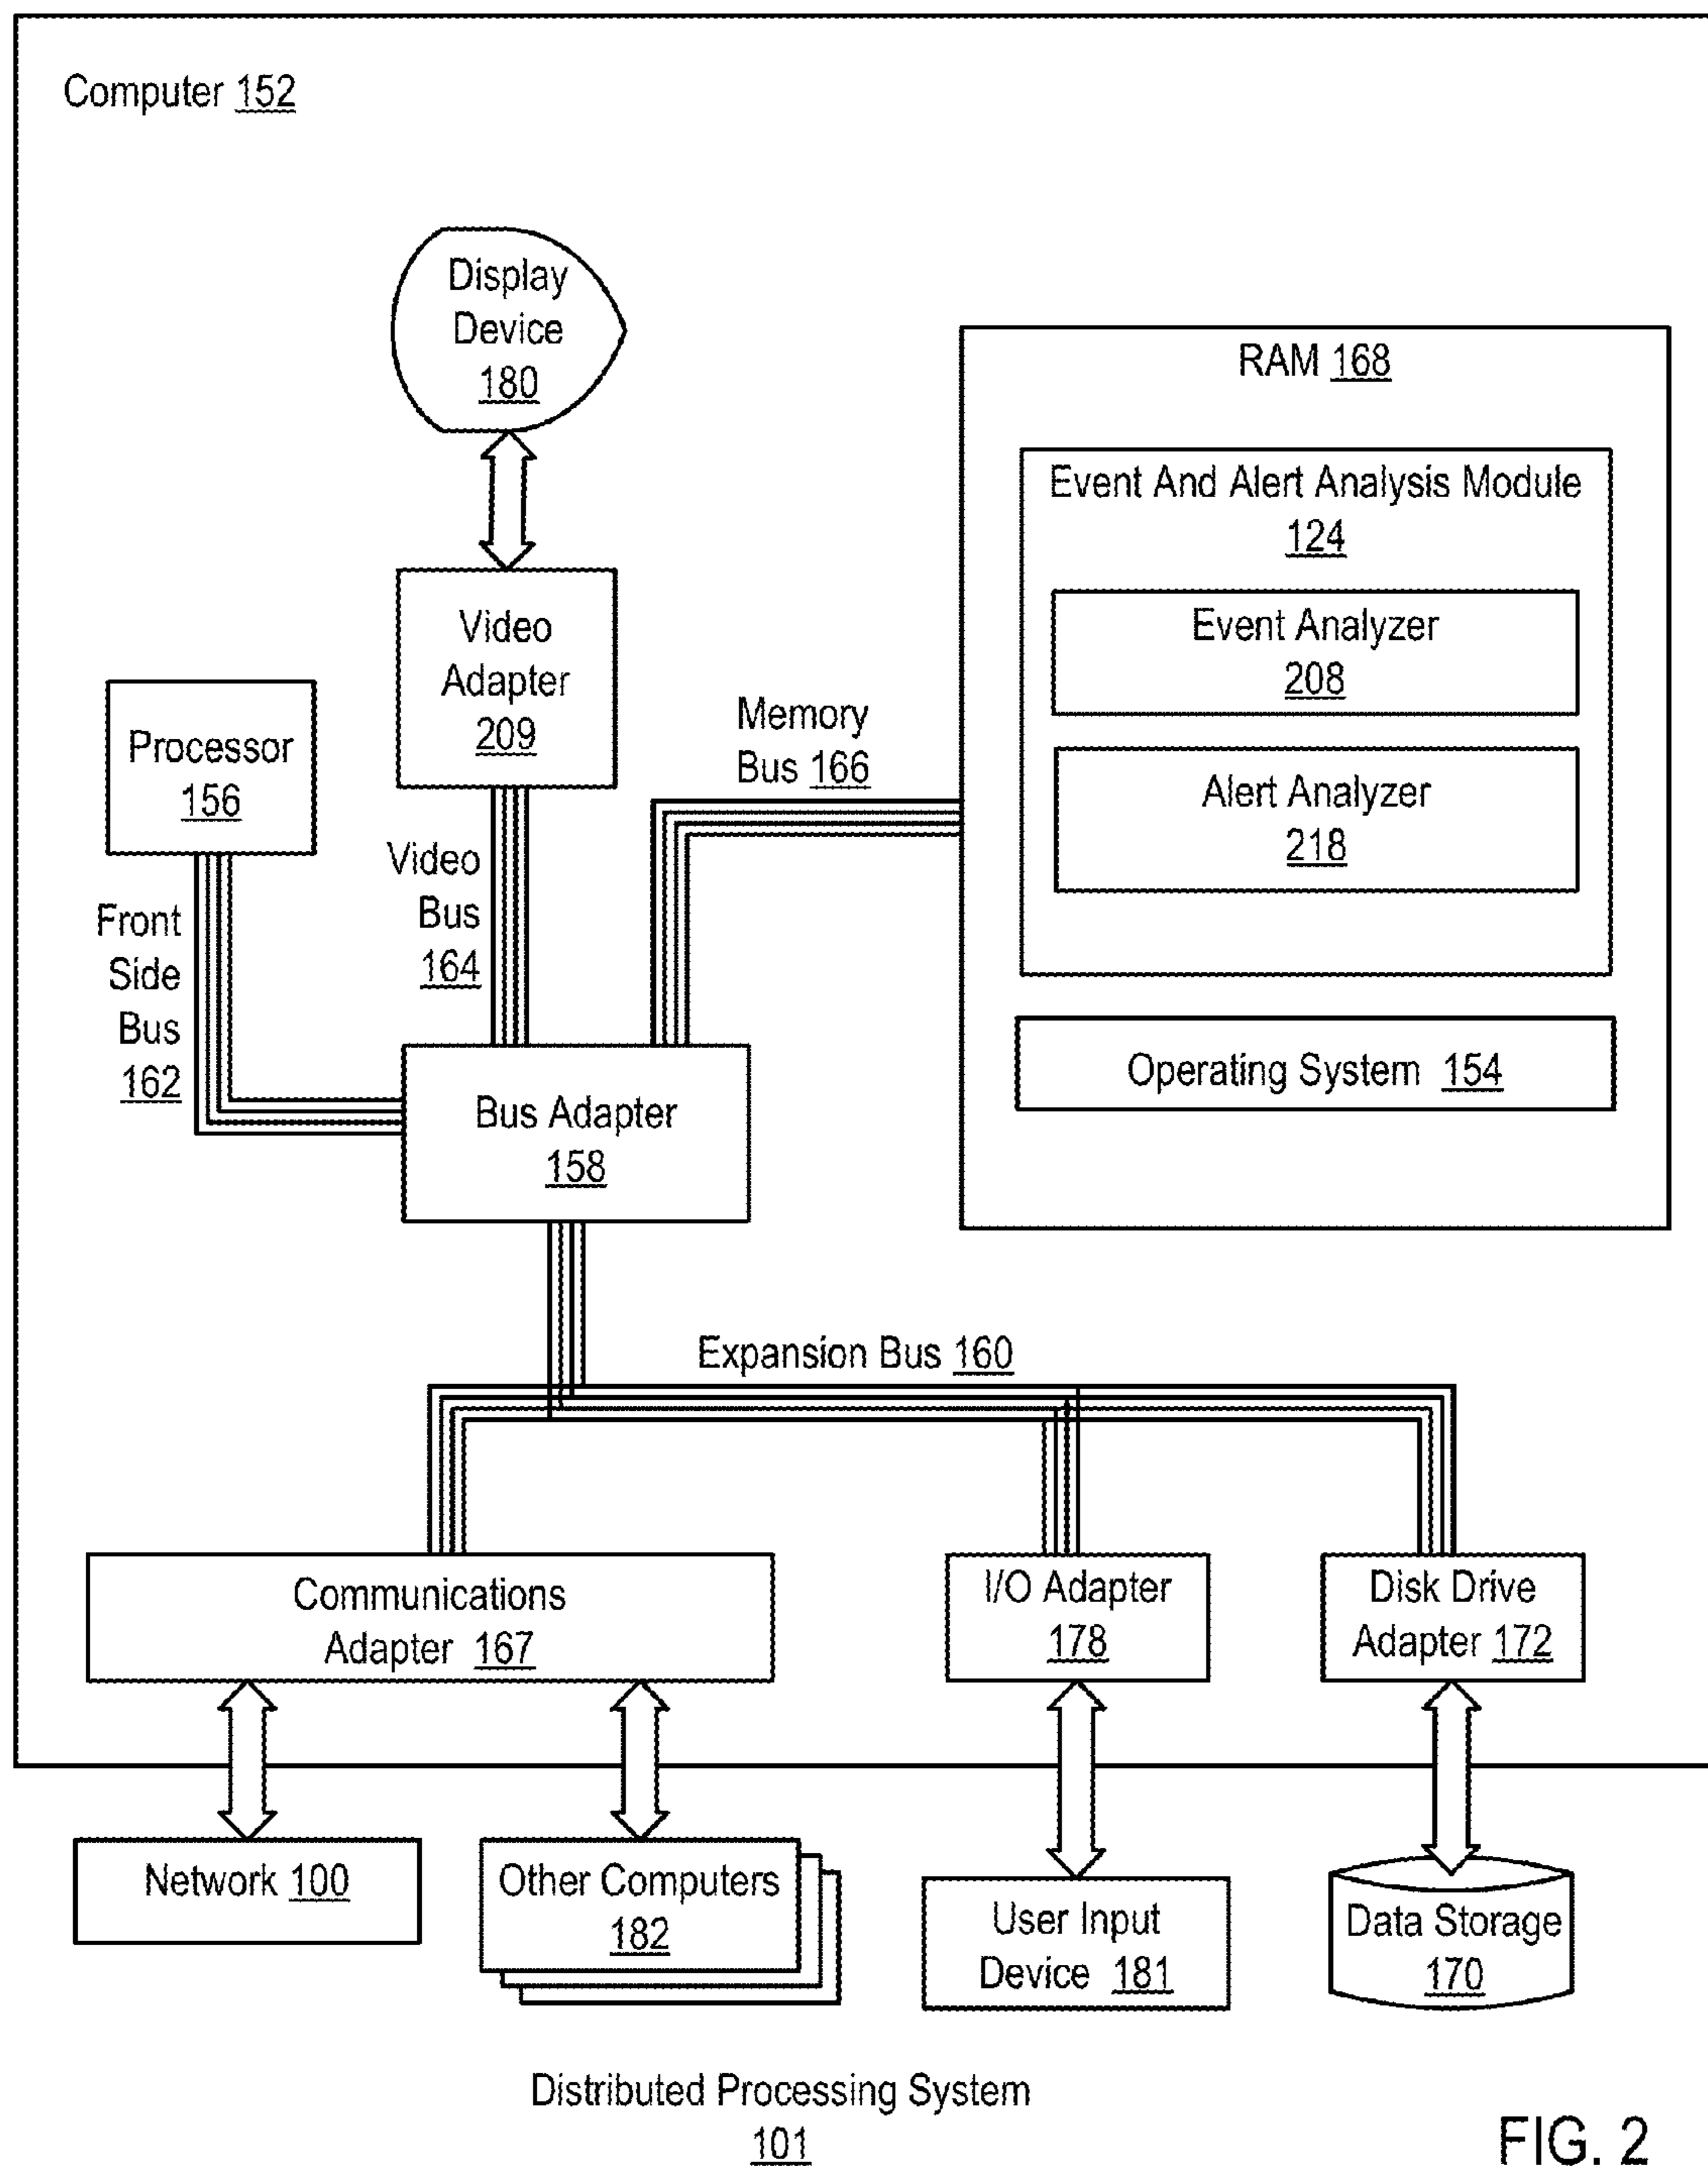 Computer 152
Display
Device
180
RAM 168
Event And Alert Analysis Module
124
Event Analyzer
208
Alert Analyzer
218
Operating System 154
Video
Adapter
209
Processor
156
Memory
Bus 166
Video
Bus
164
Front
Side
Bus
162
Bus Adapter
158
Expansion Bus 160
Communications
Adapter 167
I/O Adapter
178
Disk Drive
Adapter 172
Network 100
Other Computers
182
User Input
Device 181
Data Storage
170
Distributed Processing System
101
FIG. 2